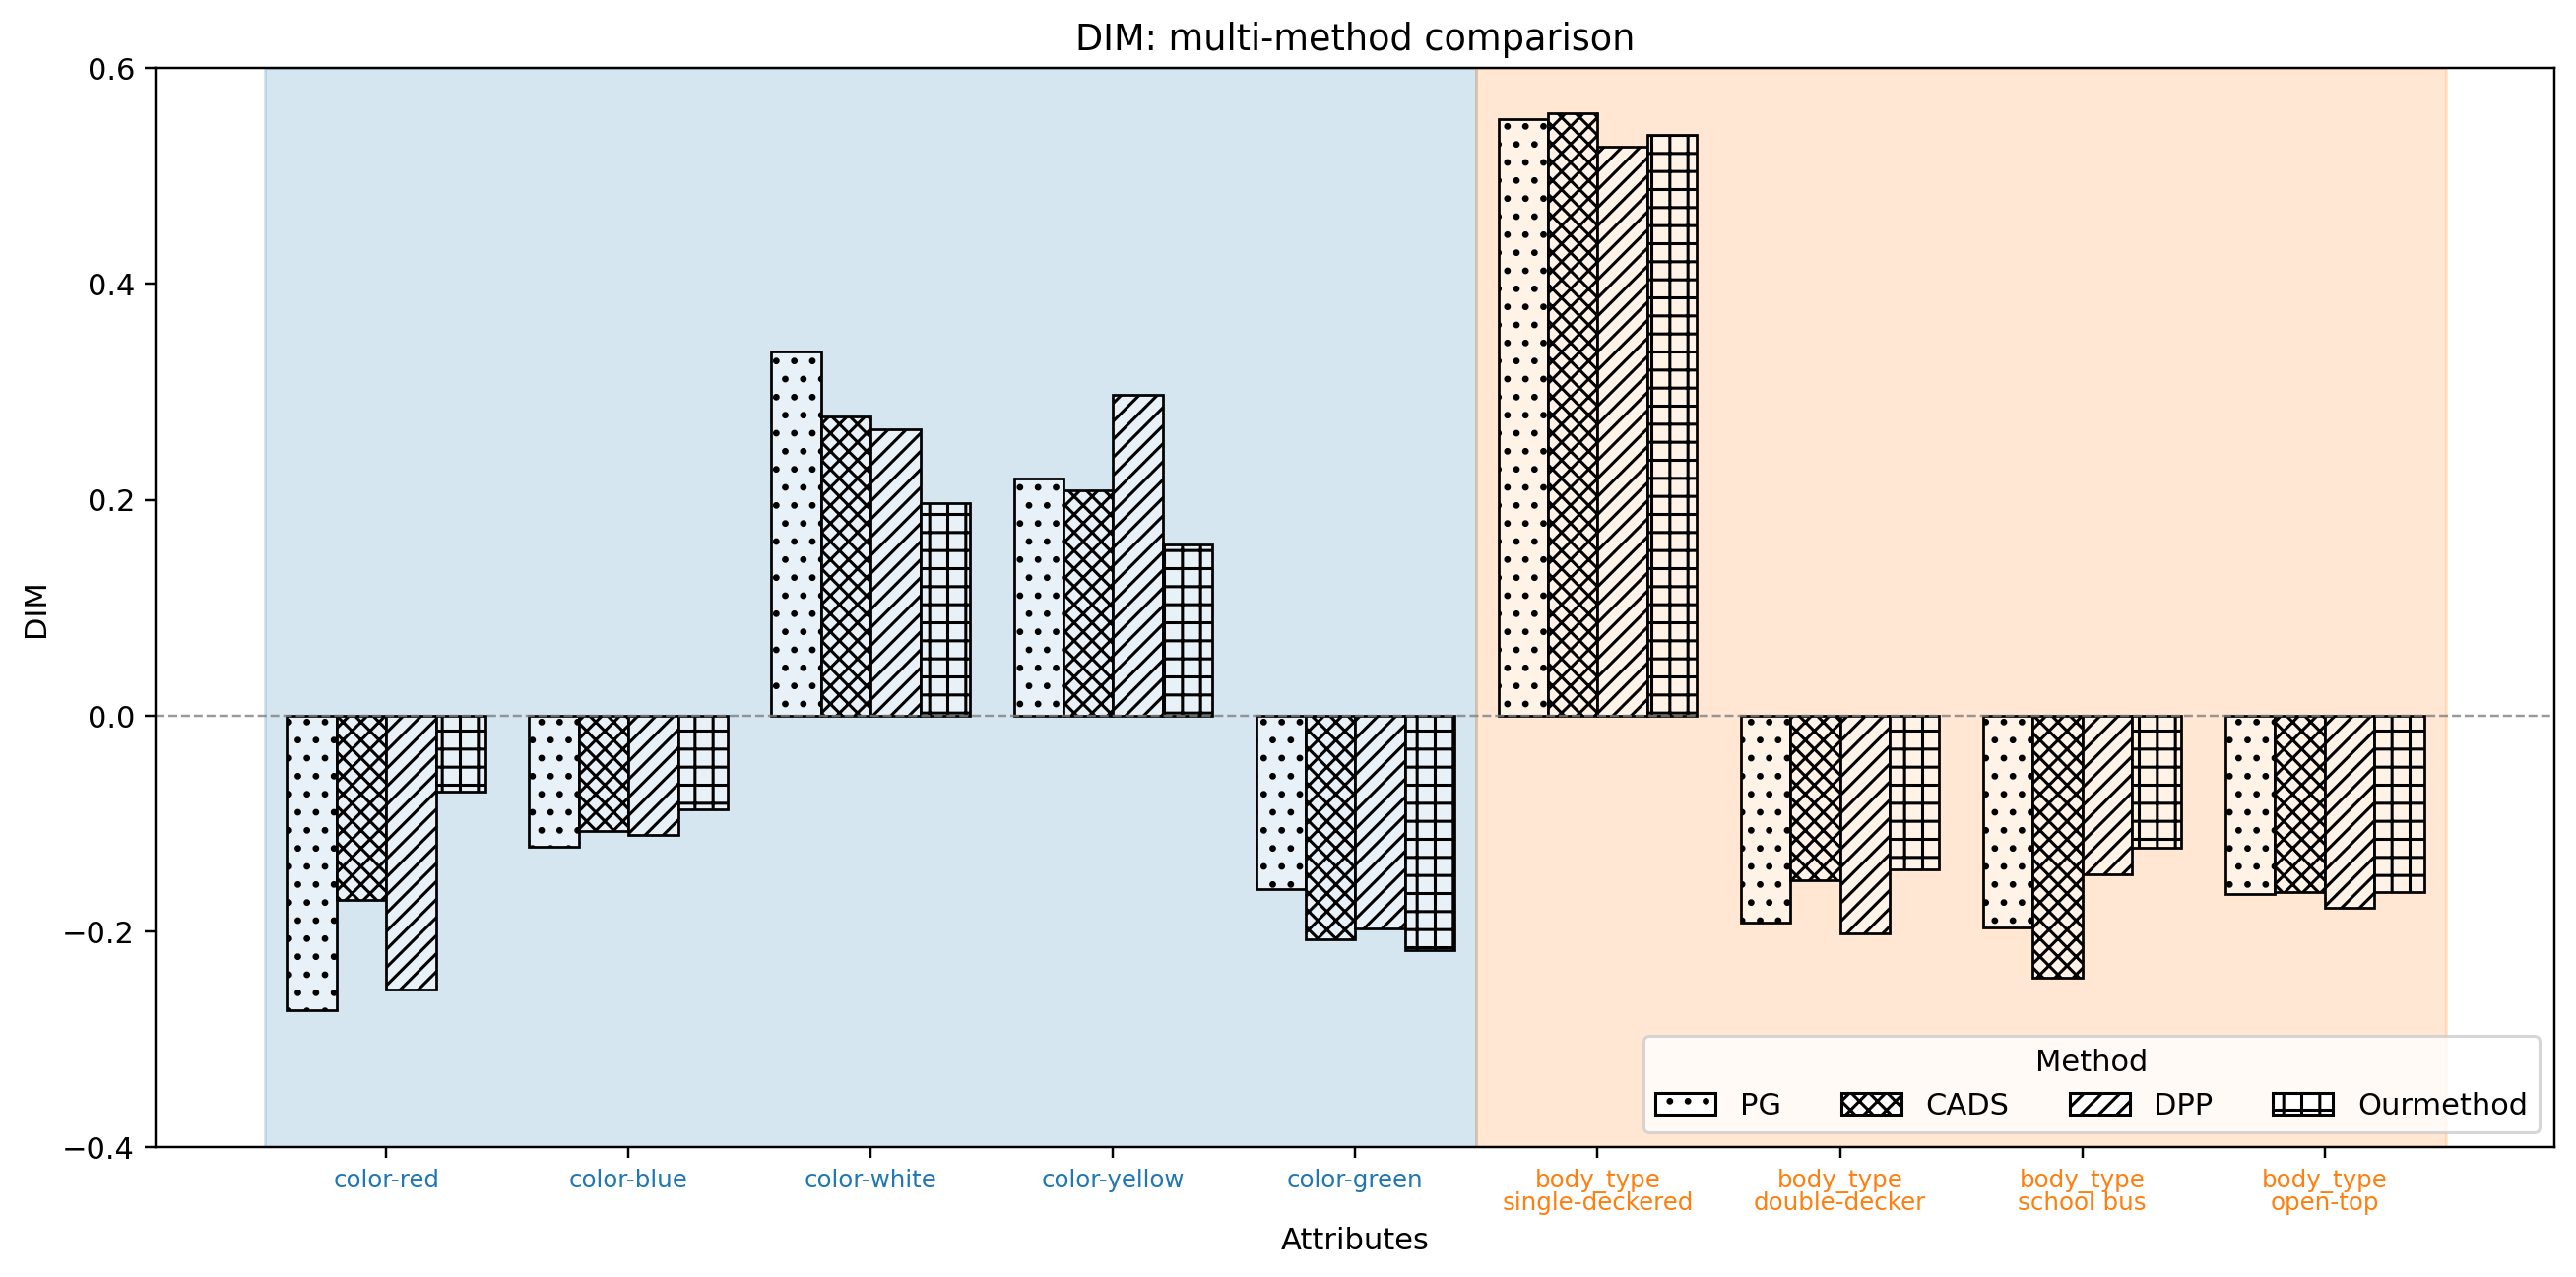 DIM: multi-method comparison
0.6
0.4
0.2
0.0
−0.2
−0.4
DIM
color-red
color-blue
color-white
color-yellow
color-green
body_type
single-deckered
body_type
double-decker
body_type
school bus
body_type
open-top
Attributes
Method
PG
CADS
DPP
Ourmethod